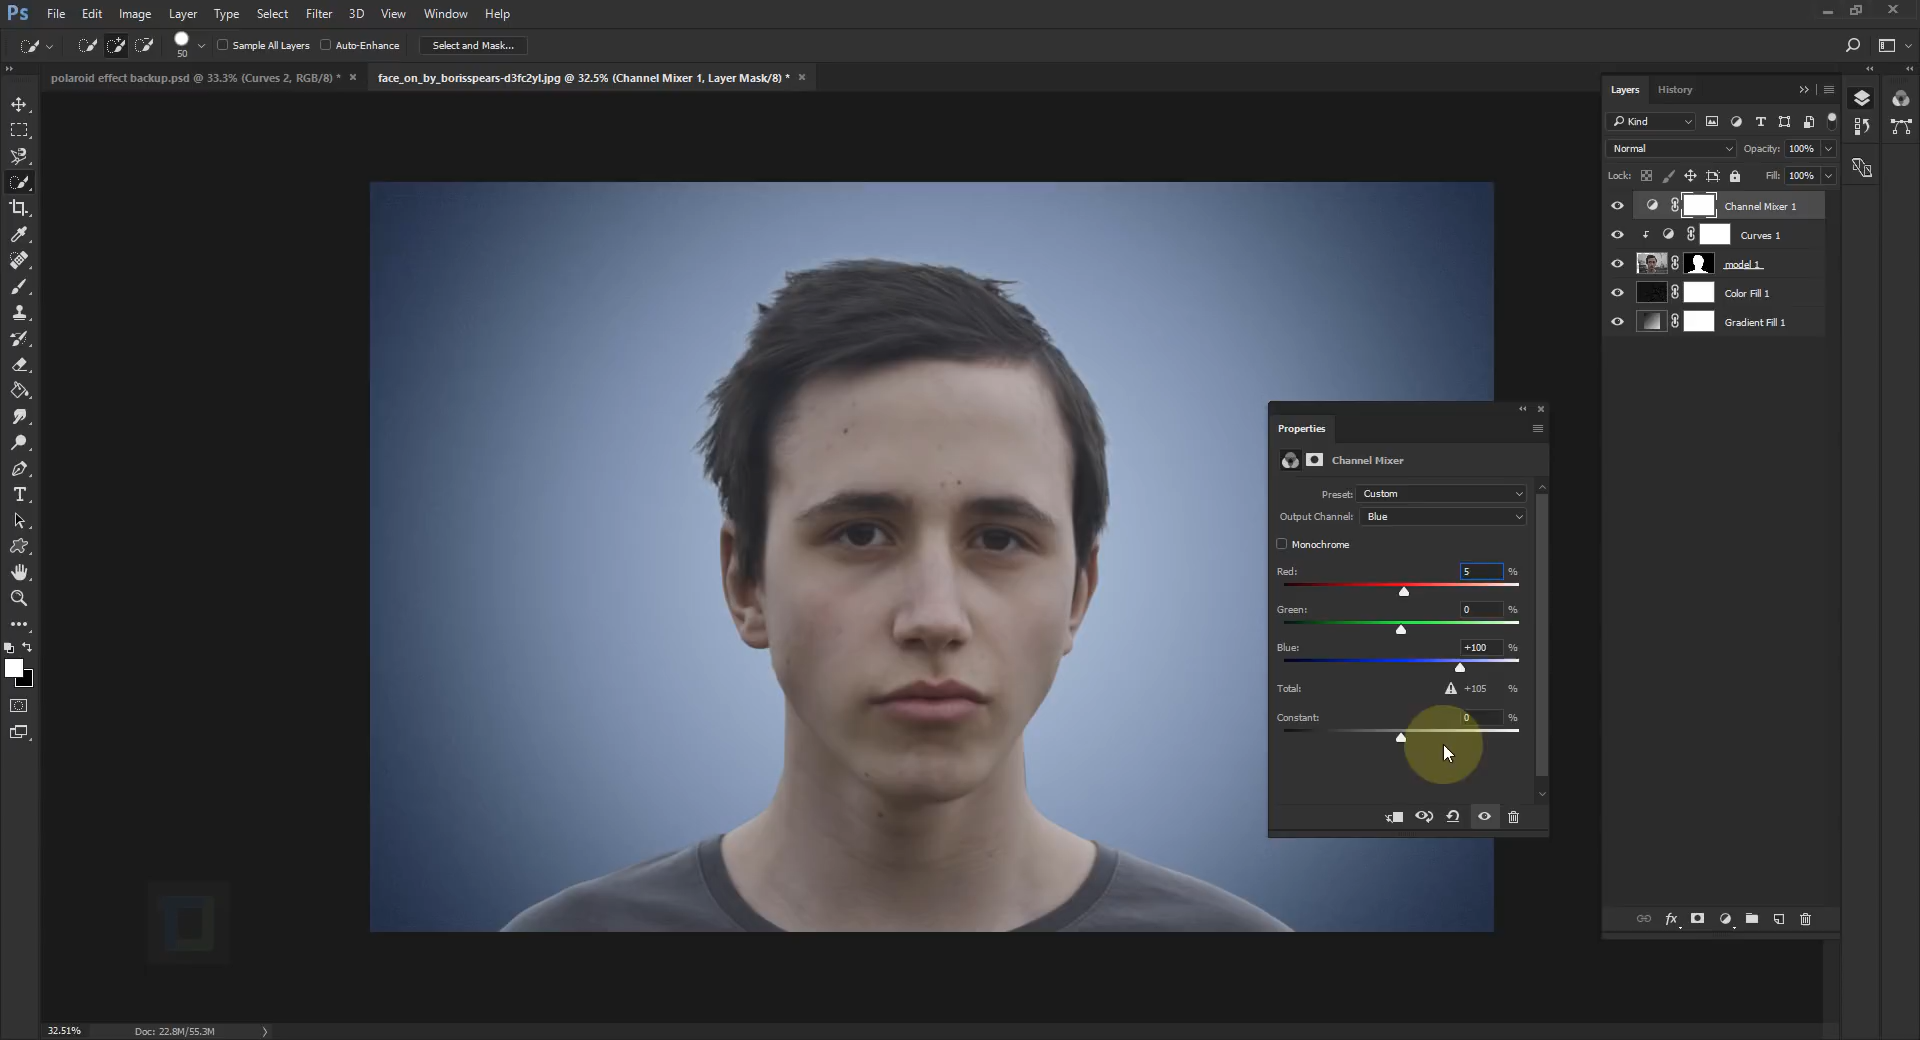 Ps File Edit Image Layer Type Select Filter 3D View Window Help
50 Sample All Layers Auto-Enhance Select and Mask...
polaroid effect backup.psd @ 33.3% (Curves 2, RGB/8) * ×
face_on_by_borisspears-d3fc2yl.jpg @ 32.5% (Channel Mixer 1, Layer Mask/8) * ×
Layers History
Kind
Normal Opacity: 100%
Lock: Fill: 100%
Channel Mixer 1
Curves 1
model 1
Color Fill 1
Gradient Fill 1
Properties
Channel Mixer
Preset: Custom
Output Channel: Blue
Monochrome
Red: 5 %
Green: 0 %
Blue: +100 %
Total: +105 %
Constant: 0 %
fx
32.51% Doc: 22.8M/55.3M